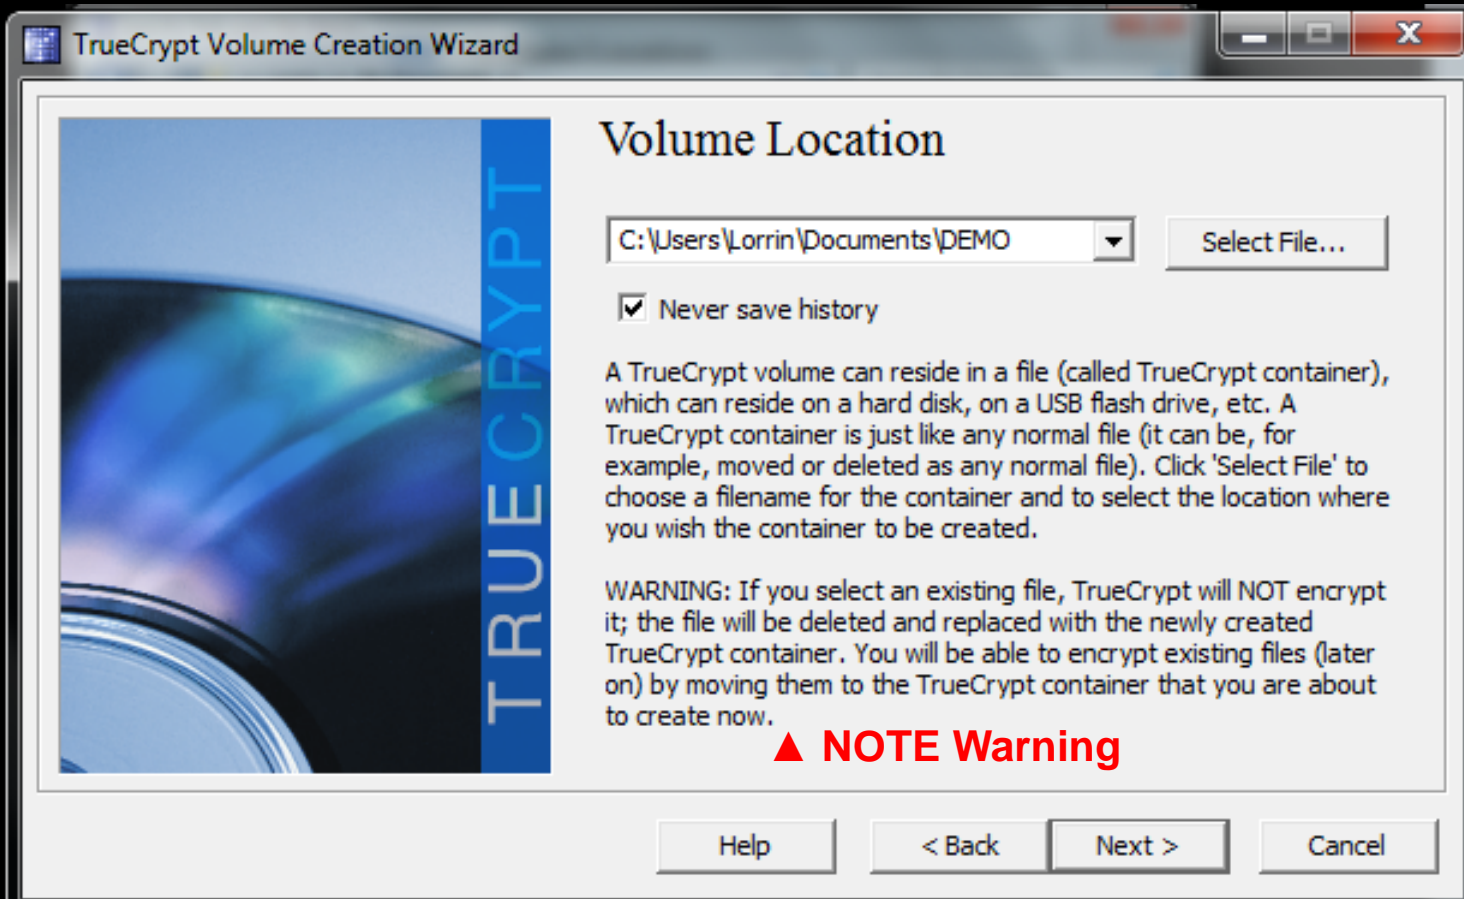 TrueCrypt Volume Creation Wizard
TRUECRYPT
Volume Location
C:\Users\Lorrin\Documents\DEMO
Select File...
Never save history
A TrueCrypt volume can reside in a file (called TrueCrypt container),
which can reside on a hard disk, on a USB flash drive, etc. A
TrueCrypt container is just like any normal file (it can be, for
example, moved or deleted as any normal file). Click 'Select File' to
choose a filename for the container and to select the location where
you wish the container to be created.
WARNING: If you select an existing file, TrueCrypt will NOT encrypt
it; the file will be deleted and replaced with the newly created
TrueCrypt container. You will be able to encrypt existing files (later
on) by moving them to the TrueCrypt container that you are about
to create now.
▲ NOTE Warning
Help
< Back
Next >
Cancel